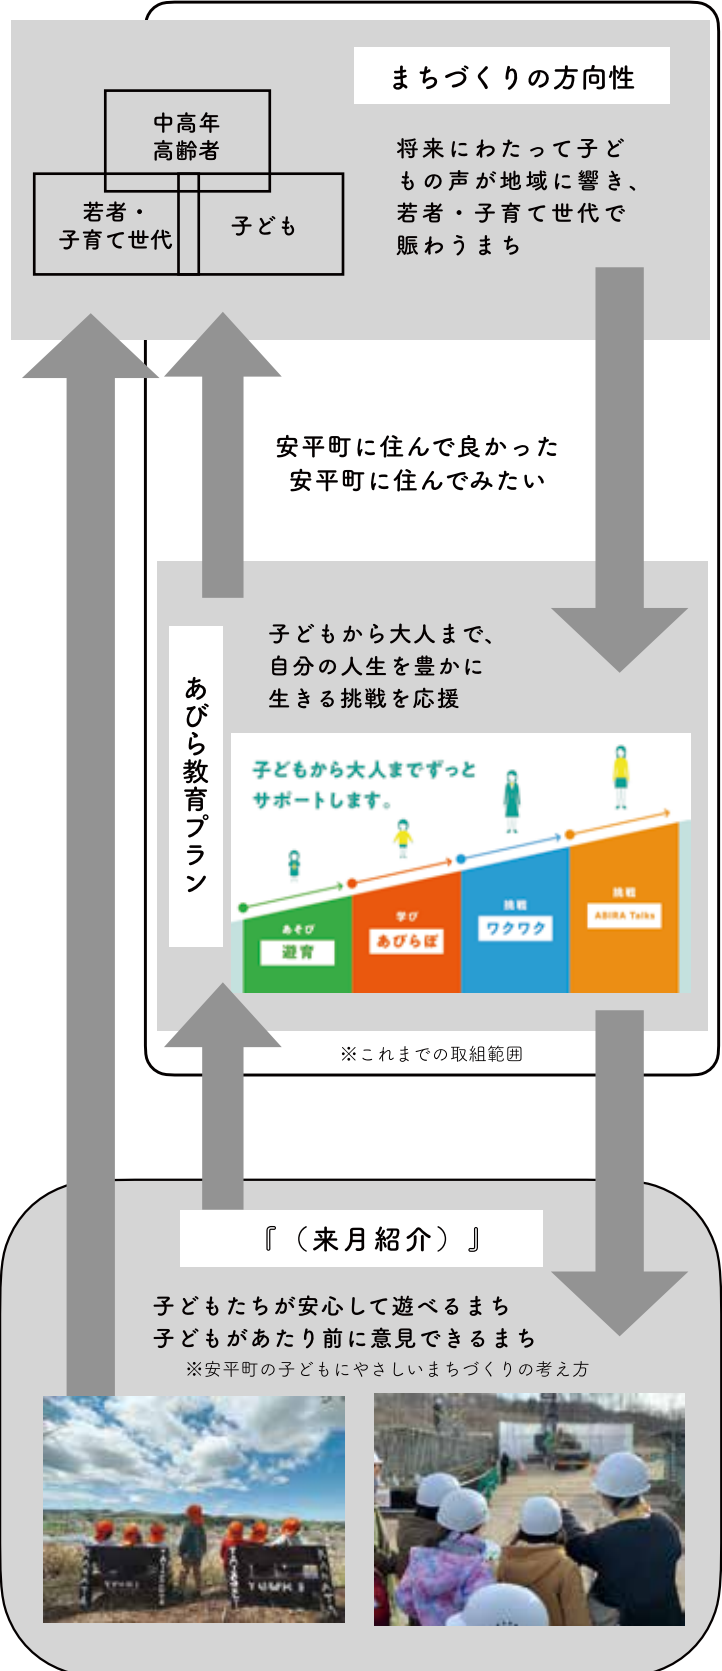 まちづくりの方向性
中高年
高齢者
若者・
子育て世代
子ども
将来にわたって子ど
もの声が地域に響き、
若者・子育て世代で
賑わうまち
安平町に住んで良かった
安平町に住んでみたい
あびら教育プラン
子どもから大人まで、
自分の人生を豊かに
生きる挑戦を応援
子どもから大人までずっと
サポートします。
あそび
遊育
学び
あびらぼ
挑戦
ワクワク
挑戦
ABIRA Talks
※これまでの取組範囲
『（来月紹介）』
子どもたちが安心して遊べるまち
子どもがあたり前に意見できるまち
※安平町の子どもにやさしいまちづくりの考え方